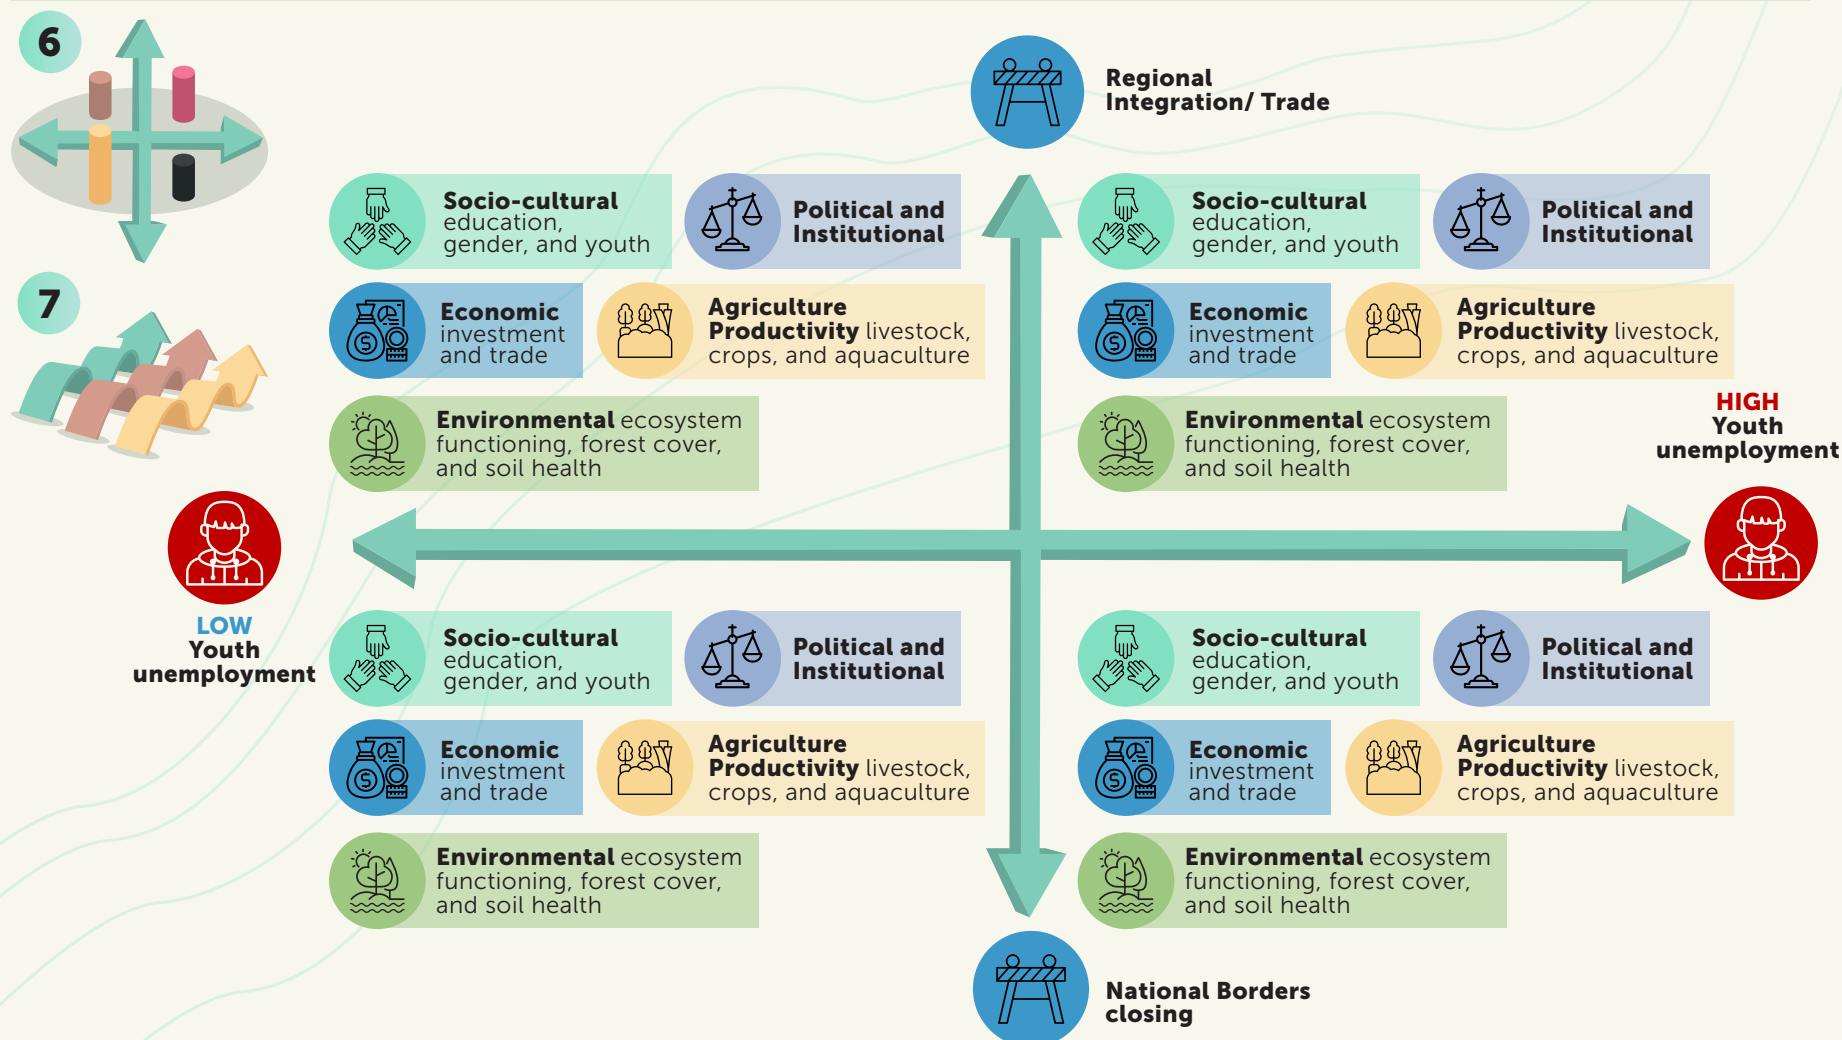 6
Regional
Integration/ Trade
Socio-cultural
education,
gender, and youth
Political and
Institutional
Economic
investment
and trade
Agriculture
Productivity livestock,
crops, and aquaculture
Environmental ecosystem
functioning, forest cover,
and soil health
Socio-cultural
education,
gender, and youth
Political and
Institutional
Economic
investment
and trade
Agriculture
Productivity livestock,
crops, and aquaculture
Environmental ecosystem
functioning, forest cover,
and soil health
7
HIGH
Youth
unemployment
LOW
Youth
unemployment
Socio-cultural
education,
gender, and youth
Political and
Institutional
Economic
investment
and trade
Agriculture
Productivity livestock,
crops, and aquaculture
Environmental ecosystem
functioning, forest cover,
and soil health
Socio-cultural
education,
gender, and youth
Political and
Institutional
Economic
investment
and trade
Agriculture
Productivity livestock,
crops, and aquaculture
Environmental ecosystem
functioning, forest cover,
and soil health
National Borders
closing